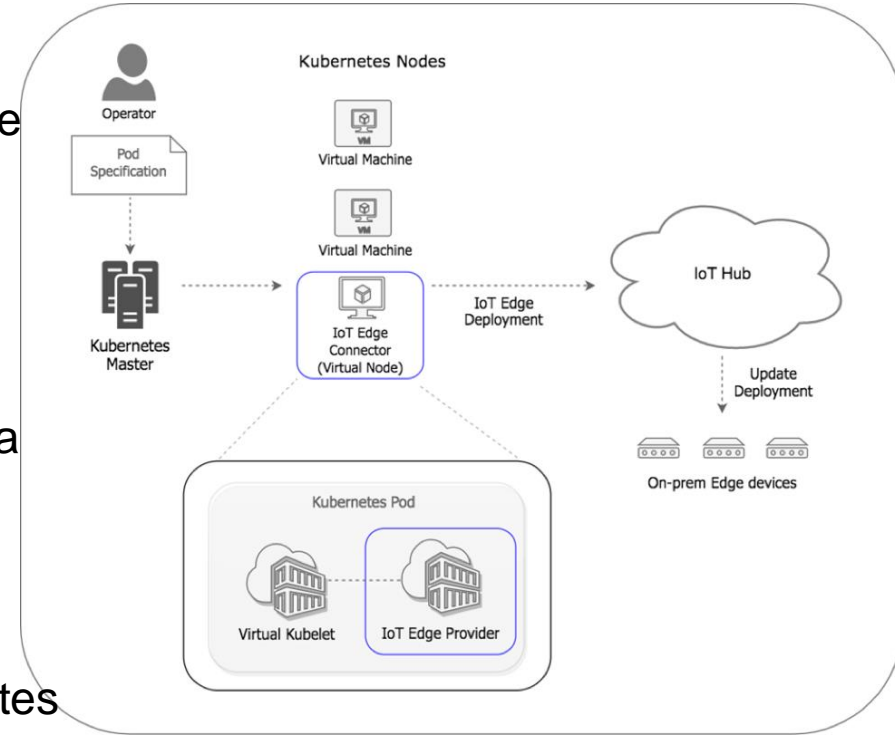 Kubernetes Nodes
Operator
e
VM
Virtual Machine
Pod
Specification
VM
Virtual Machine
IoT Hub
IoT Edge
Deployment
IoT Edge
Connector
(Virtual Node)
Kubernetes
Master
Update
Deployment
a
On-prem Edge devices
Kubernetes Pod
Virtual Kubelet
IoT Edge Provider
tes